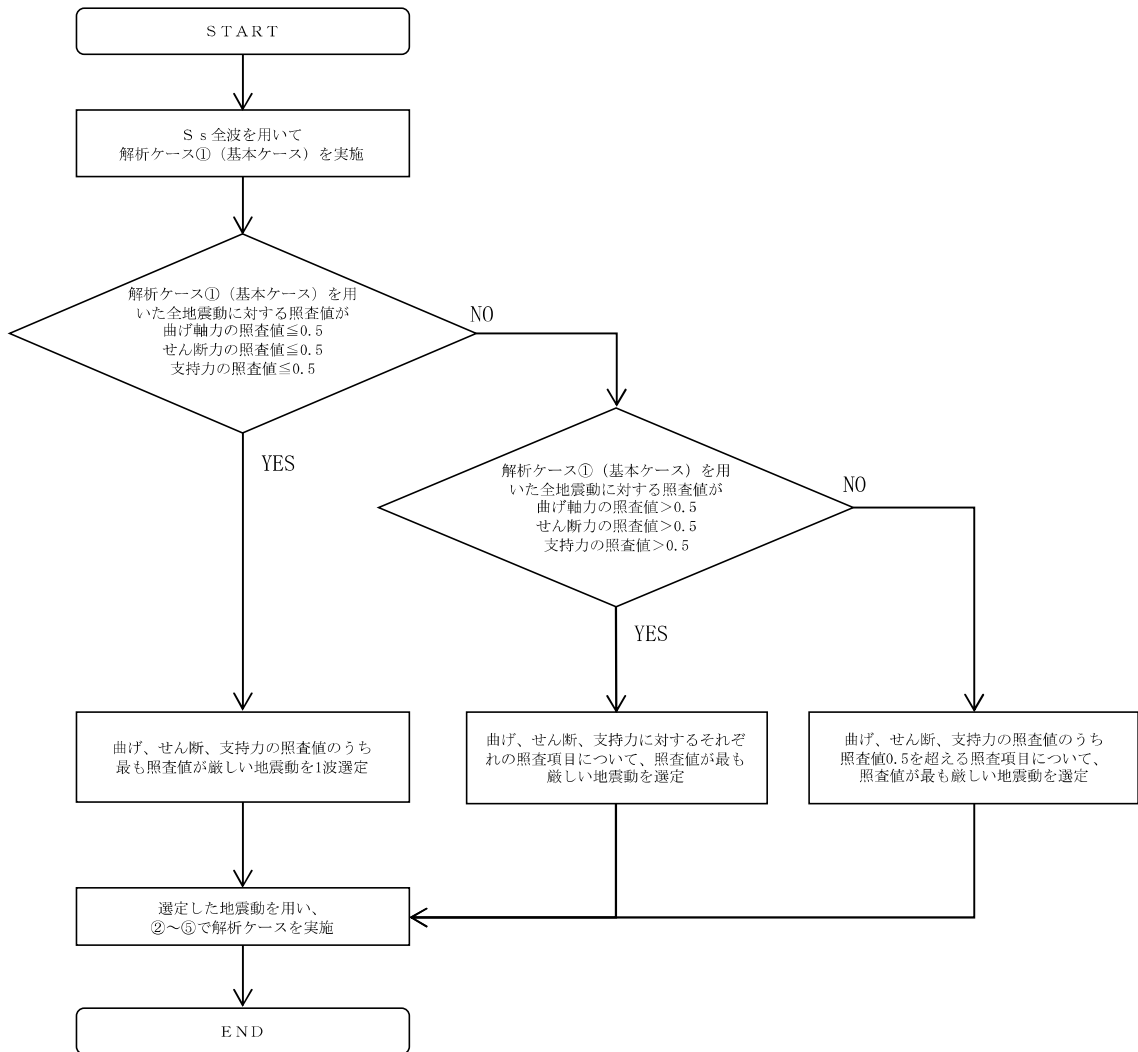 ＳＴＡＲＴ
Ｓｓ全波を用いて
解析ケース①（基本ケース）を実施
解析ケース①（基本ケース）を用
いた全地震動に対する照査値が
曲げ軸力の照査値≦0.5
せん断力の照査値≦0.5
支持力の照査値≦0.5
NO
YES
解析ケース①（基本ケース）を用
いた全地震動に対する照査値が
曲げ軸力の照査値＞0.5
せん断力の照査値＞0.5
支持力の照査値＞0.5
NO
YES
曲げ、せん断、支持力の照査値のうち
最も照査値が厳しい地震動を1波選定
曲げ、せん断、支持力に対するそれぞ
れの照査項目について、照査値が最も
厳しい地震動を選定
曲げ、せん断、支持力の照査値のうち
照査値0.5を超える照査項目について、
照査値が最も厳しい地震動を選定
選定した地震動を用い、
②～⑤で解析ケースを実施
ＥＮＤ